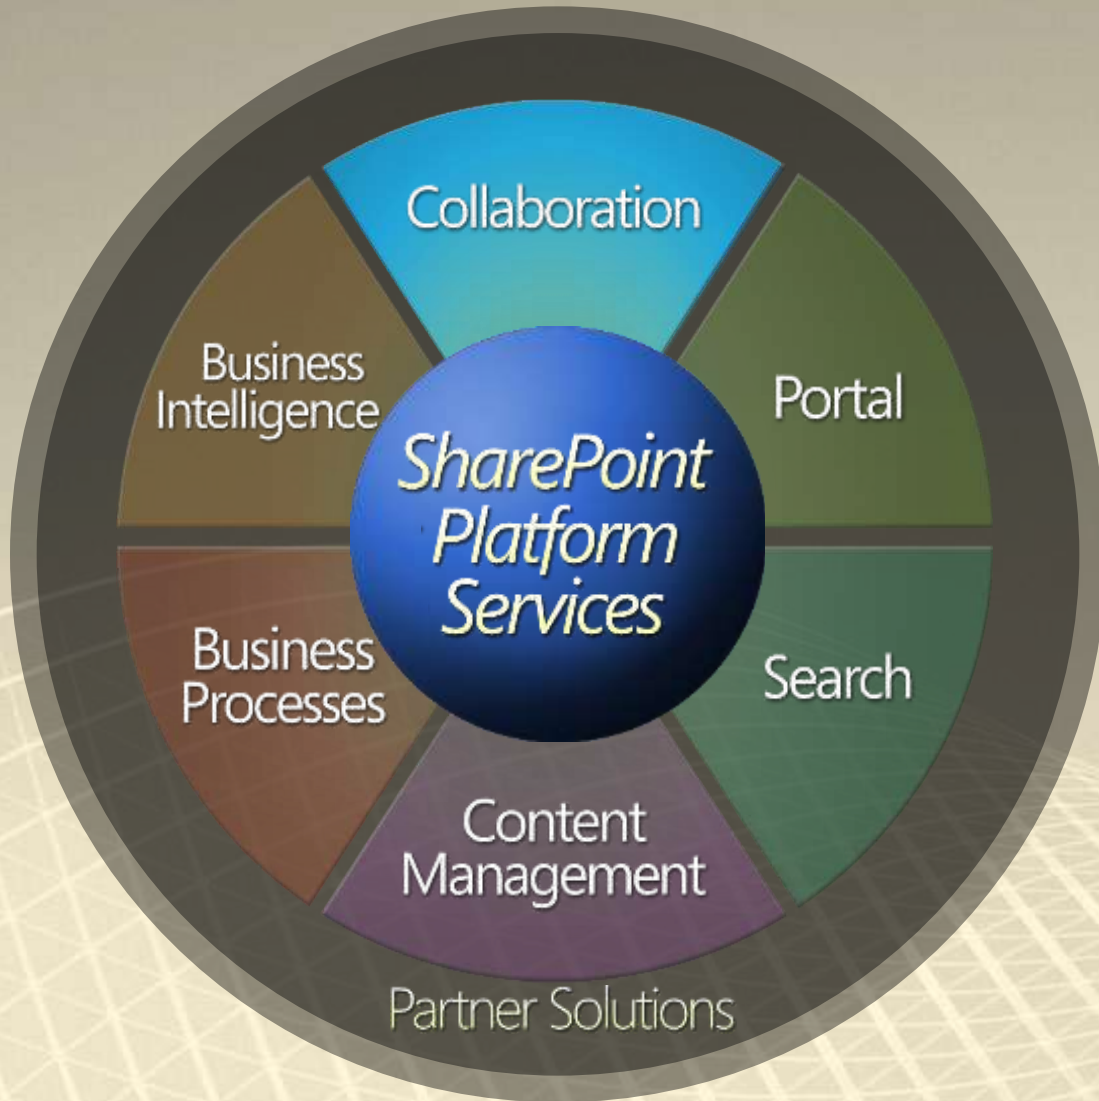 Collaboration
Business
Intelligence
Portal
SharePoint
Platform
Services
Business
Processes
Search
Content
Management
Partner Solutions